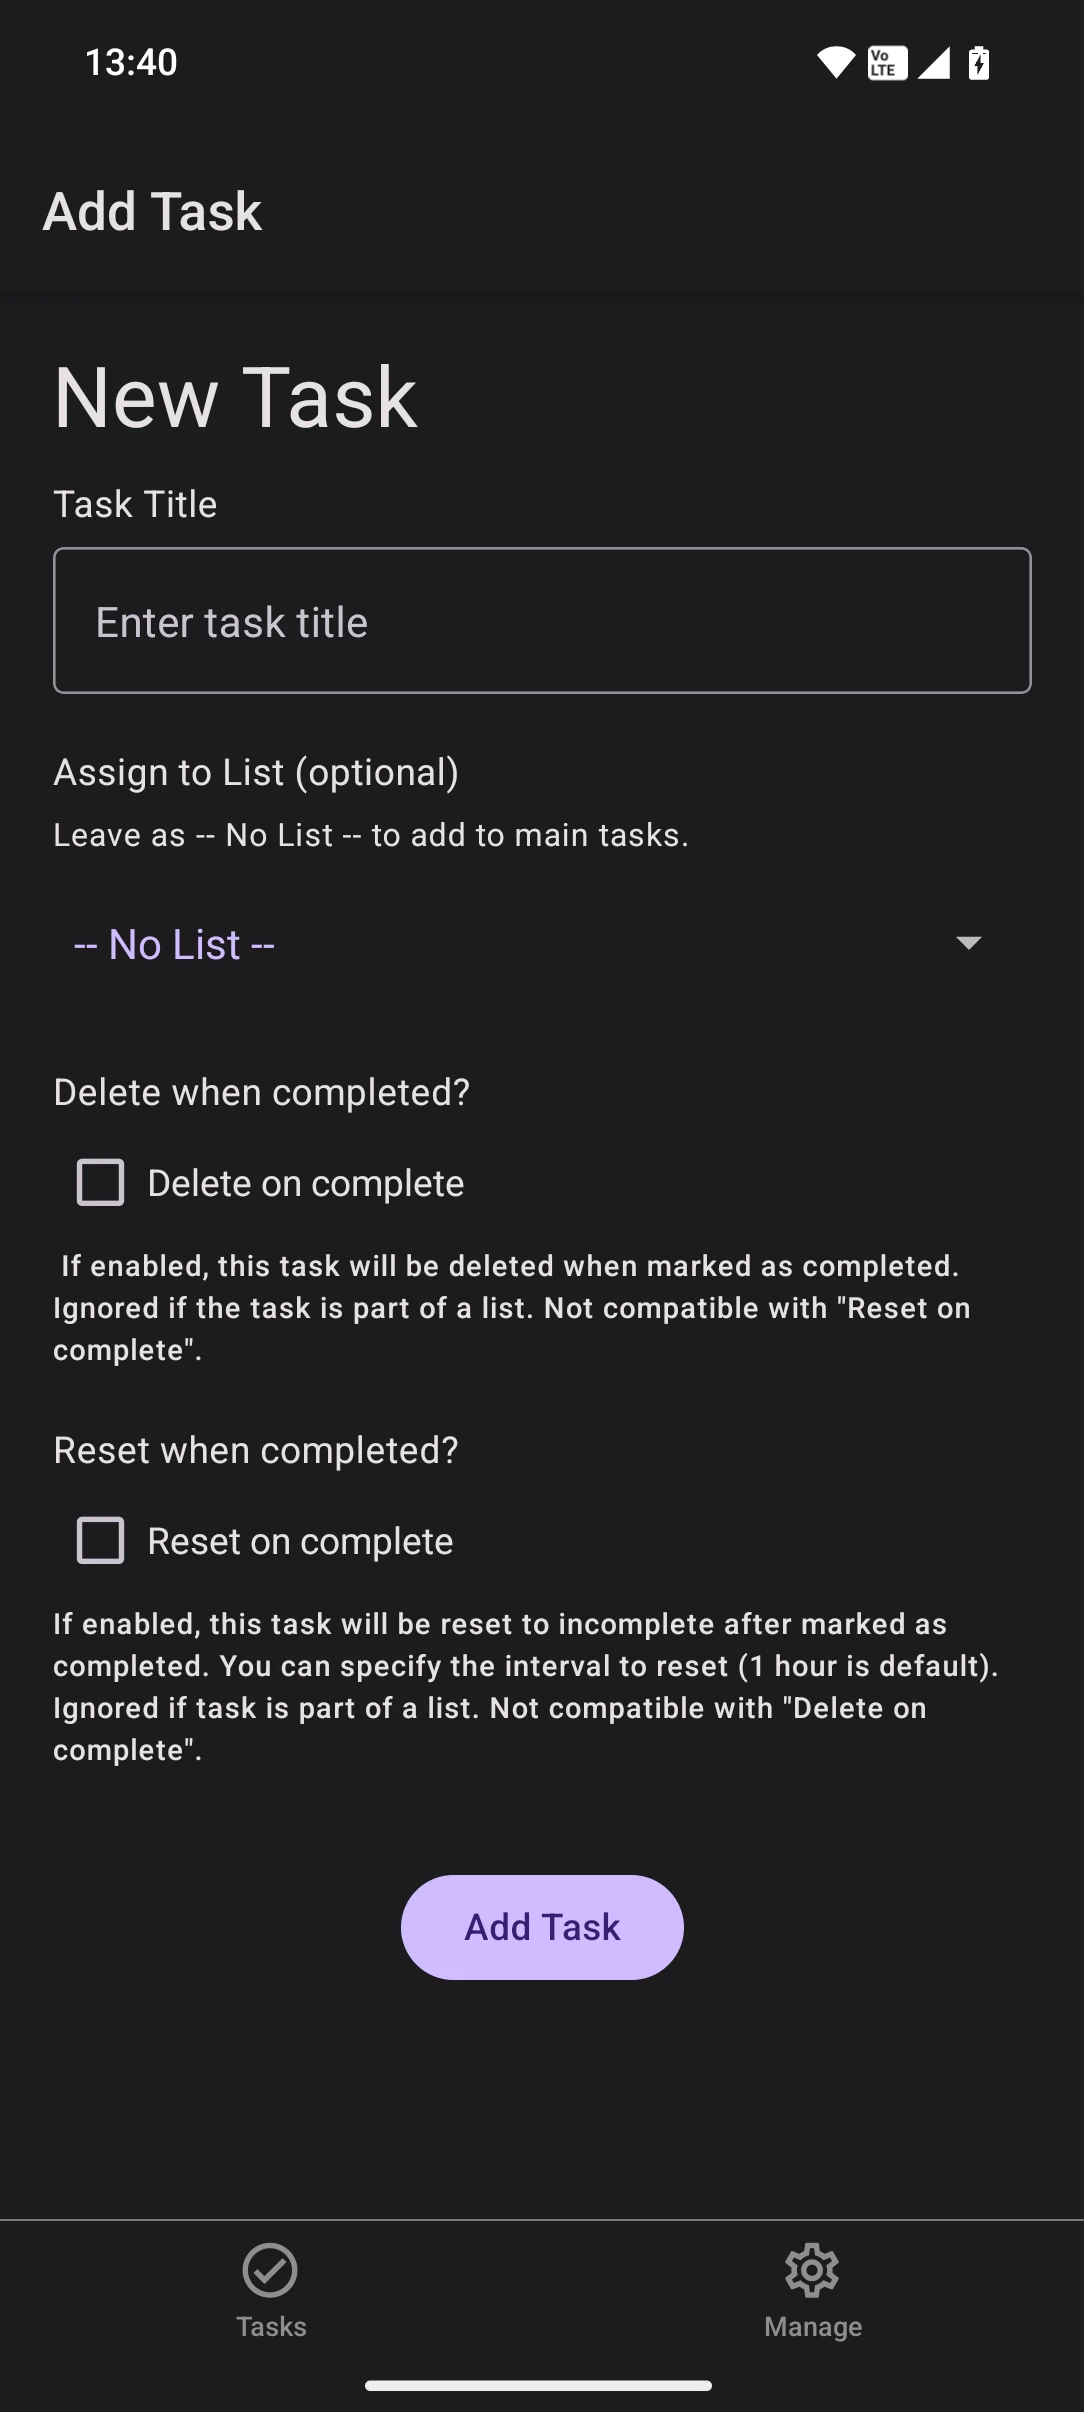 13:40
Vo
LTE
Add Task
New Task
Task Title
Enter task title
Assign to List (optional)
Leave as -- No List -- to add to main tasks.
-- No List --
Delete when completed?
Delete on complete
If enabled, this task will be deleted when marked as completed.
Ignored if the task is part of a list. Not compatible with "Reset on
complete".
Reset when completed?
Reset on complete
If enabled, this task will be reset to incomplete after marked as
completed. You can specify the interval to reset (1 hour is default).
Ignored if task is part of a list. Not compatible with "Delete on
complete".
Add Task
Tasks
Manage